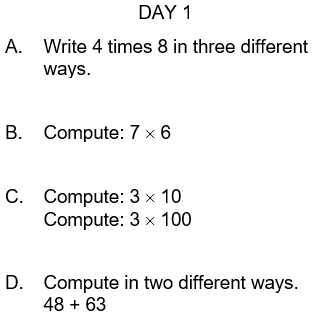 DAY 1
A. Write 4 times 8 in three different
ways.
B. Compute: 7 × 6
C. Compute: 3 × 10
Compute: 3 × 100
D. Compute in two different ways.
48 + 63